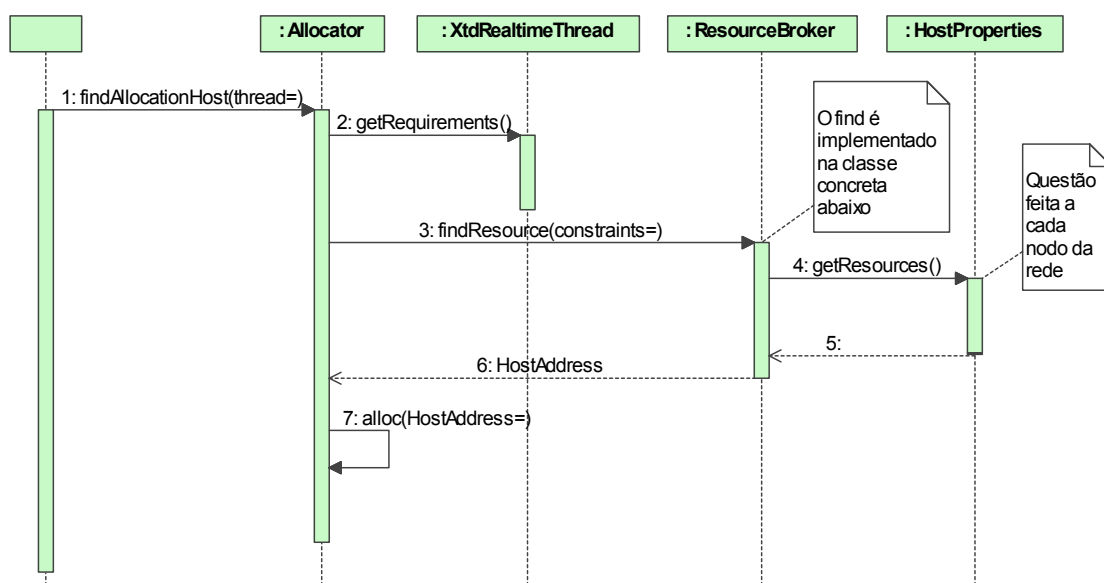 : Allocator
: XtdRealtimeThread
: ResourceBroker
: HostProperties
1: findAllocationHost(thread=)
2: getRequirements()
O find é
implementado
na classe
concreta
abaixo
Questão
feita a
cada
nodo da
rede
3: findResource(constraints=)
4: getResources()
5:
6: HostAddress
7: alloc(HostAddress=)